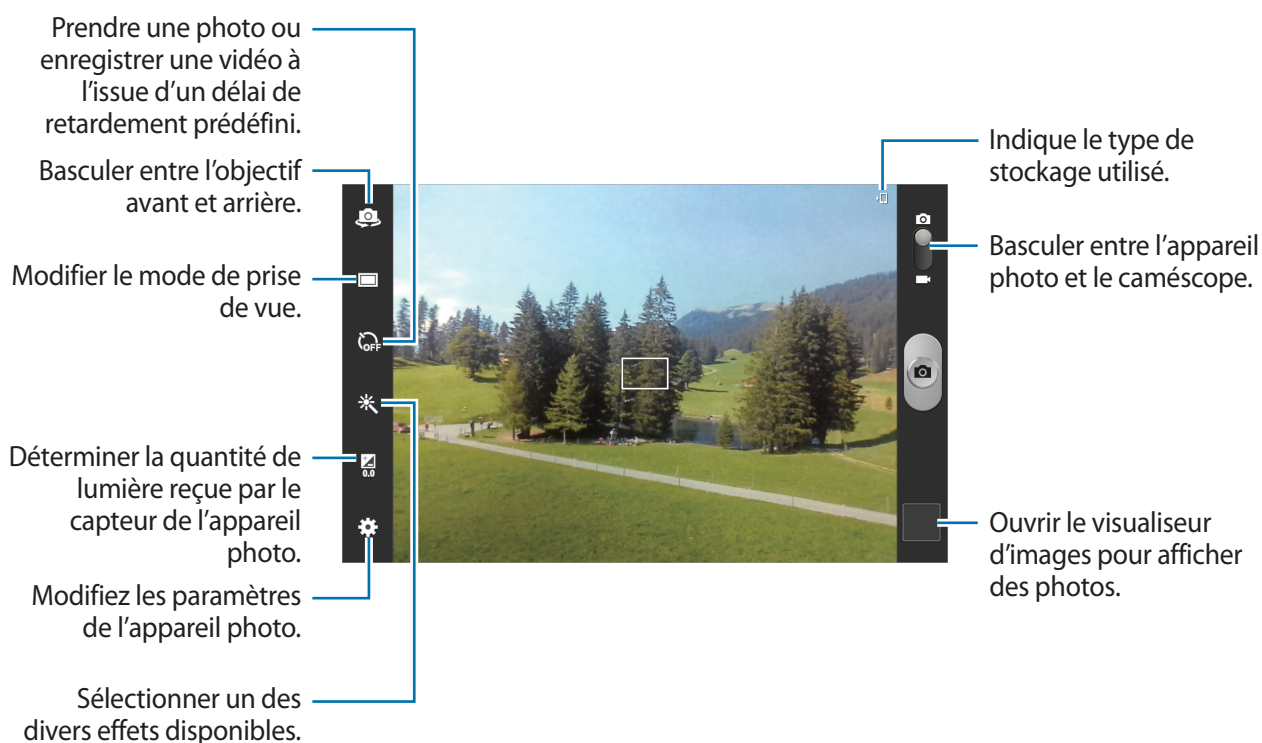 Prendre une photo ou
enregistrer une vidéo à
l'issue d'un délai de
retardement prédéfini.
Basculer entre l'objectif
avant et arrière.
Modifier le mode de prise
de vue.
OFF
Déterminer la quantité de
lumière reçue par le
capteur de l'appareil
photo.
0.0
Modifiez les paramètres
de l'appareil photo.
Sélectionner un des
divers effets disponibles.
Indique le type de
stockage utilisé.
Basculer entre l'appareil
photo et le caméscope.
Ouvrir le visualiseur
d'images pour afficher
des photos.